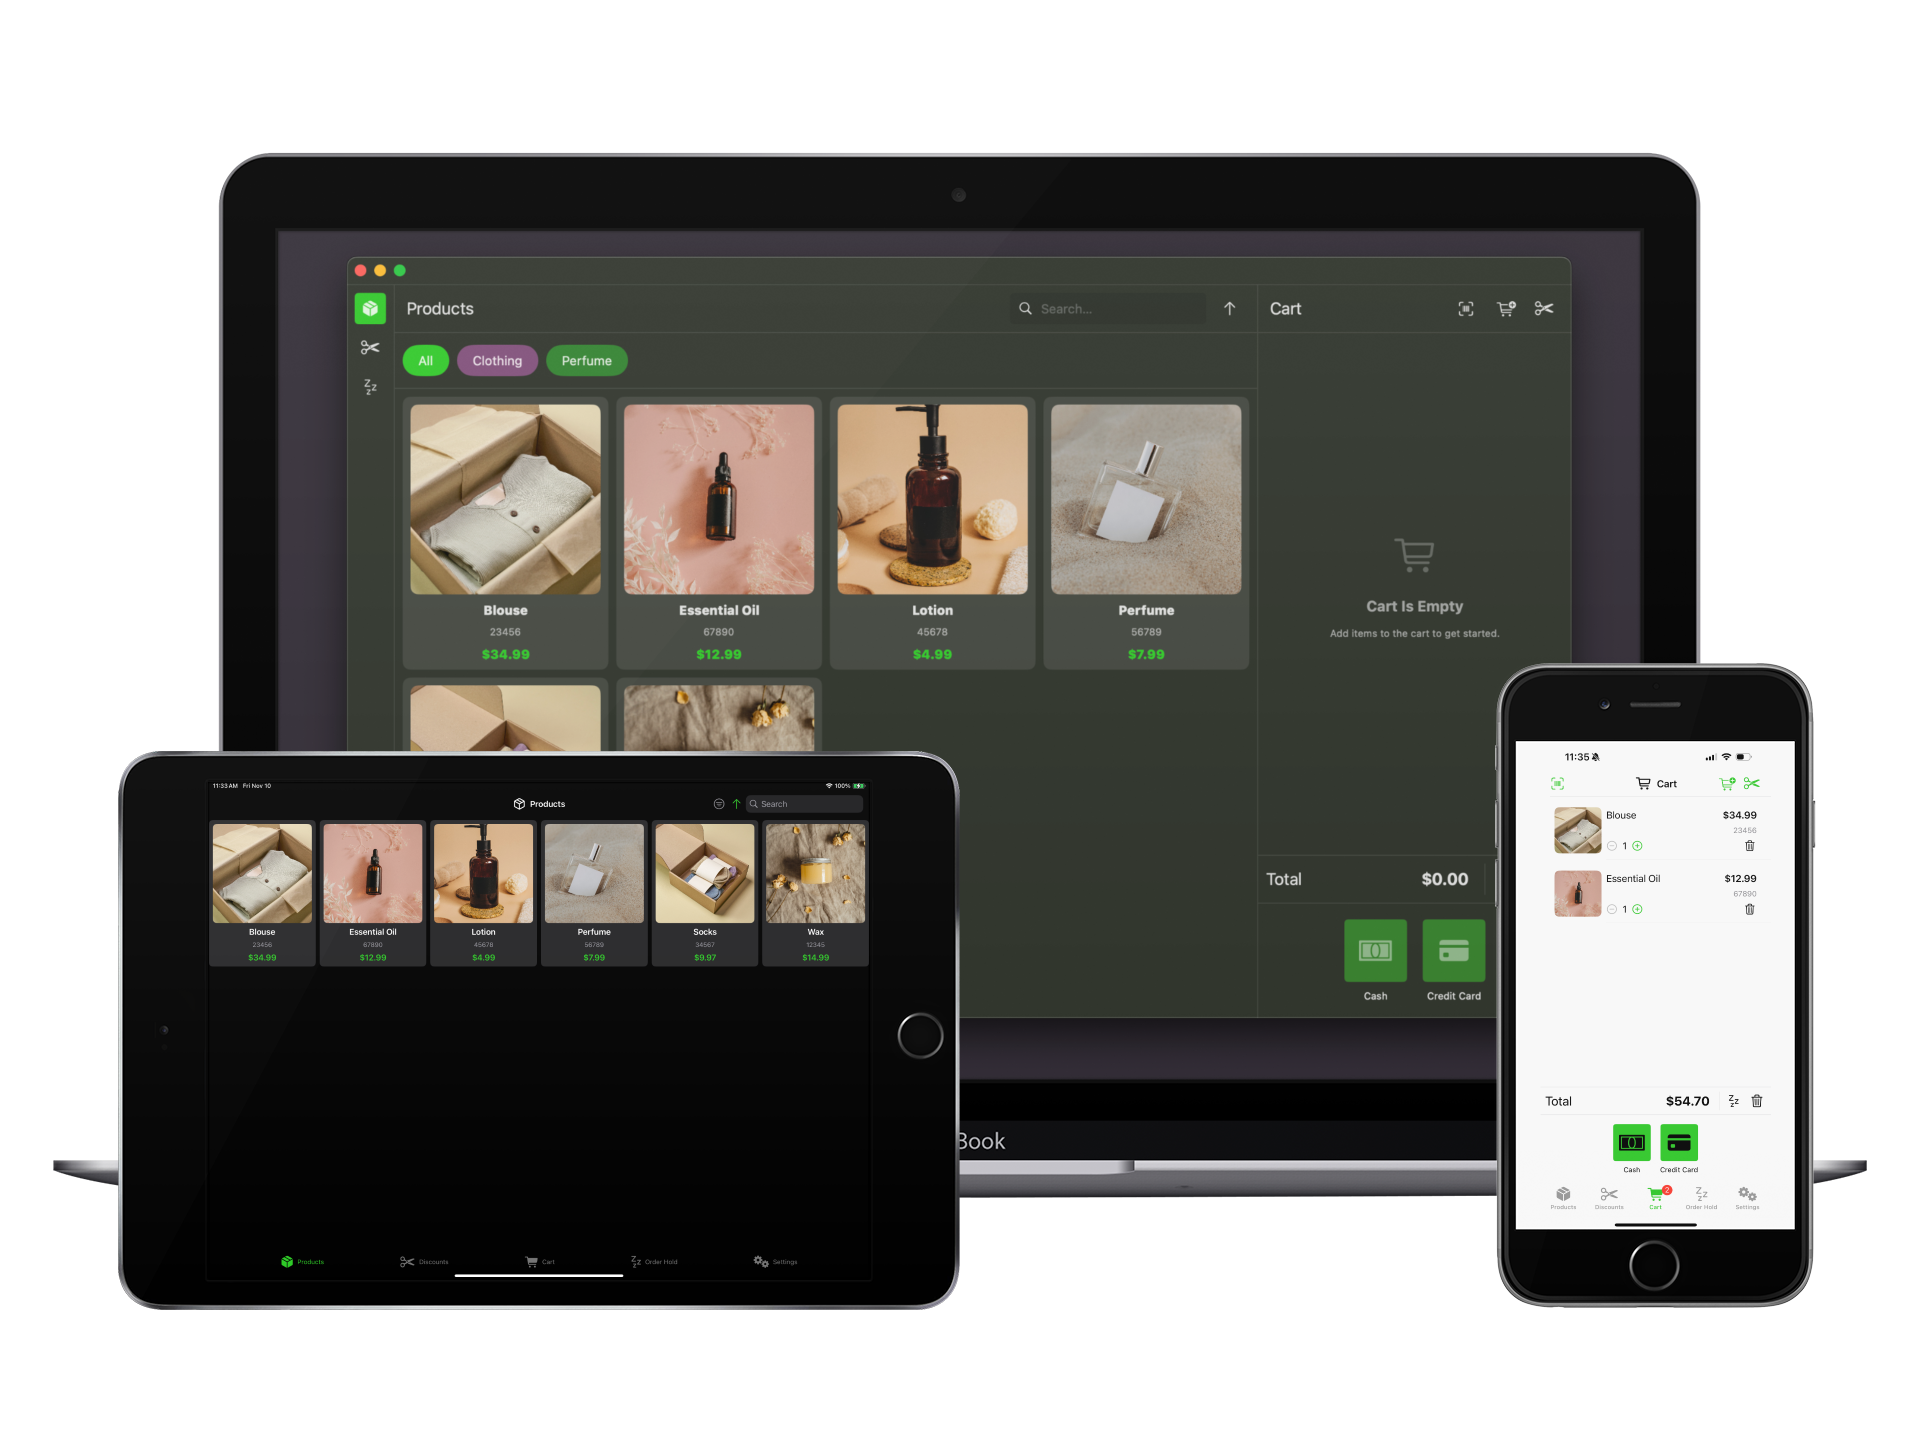 Products
Search...
Cart
All
Clothing
Perfume
Blouse
23456
$34.99
Essential Oil
67890
$12.99
Lotion
45678
$4.99
Perfume
56789
$7.99
Cart Is Empty
Add items to the cart to get started.
Total $0.00
Cash
Credit Card
Book
11:33 AM Fri Nov 10
100%
Products
Search
Blouse
23456
$34.99
Essential Oil
67890
$12.99
Lotion
45678
$4.99
Perfume
56789
$7.99
Socks
34567
$9.97
Wax
12345
$14.99
Products
Discounts
Cart
Order Hold
Settings
11:35
Cart
Blouse $34.99
23456
1
Essential Oil $12.99
67890
1
Total $54.70
Cash
Credit Card
2
Products
Discounts
Cart
Order Hold
Settings